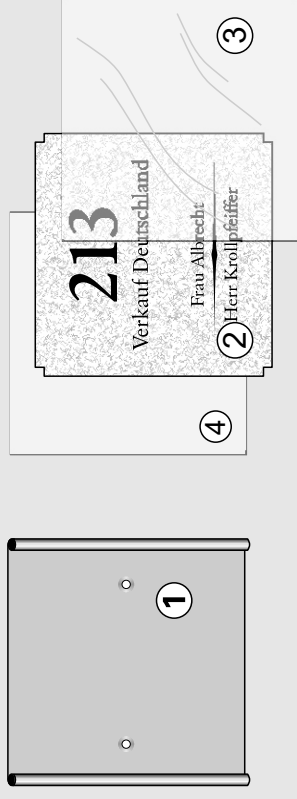 213
Verkauf Deutschland
Frau Albrecht
Herr Krollpfeiffer
1
4
2
3